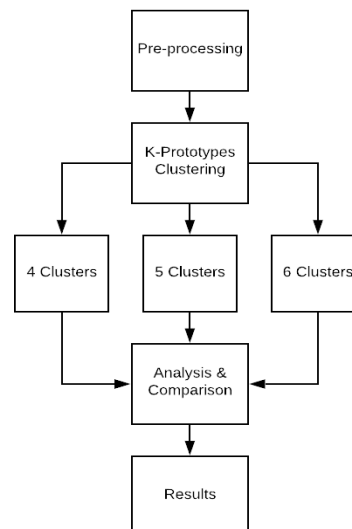 Pre-processing
K-Prototypes
Clustering
4 Clusters
5 Clusters
6 Clusters
Analysis &
Comparison
Results